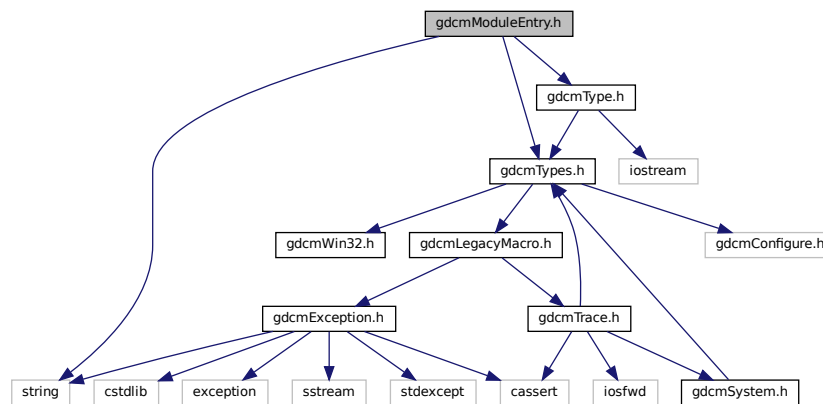 gdcmModuleEntry.h
gdcmType.h
gdcmTypes.h
iostream
gdcmWin32.h
gdcmLegacyMacro.h
gdcmConfigure.h
gdcmException.h
gdcmTrace.h
string
cstdlib
exception
sstream
stdexcept
cassert
iosfwd
gdcmSystem.h